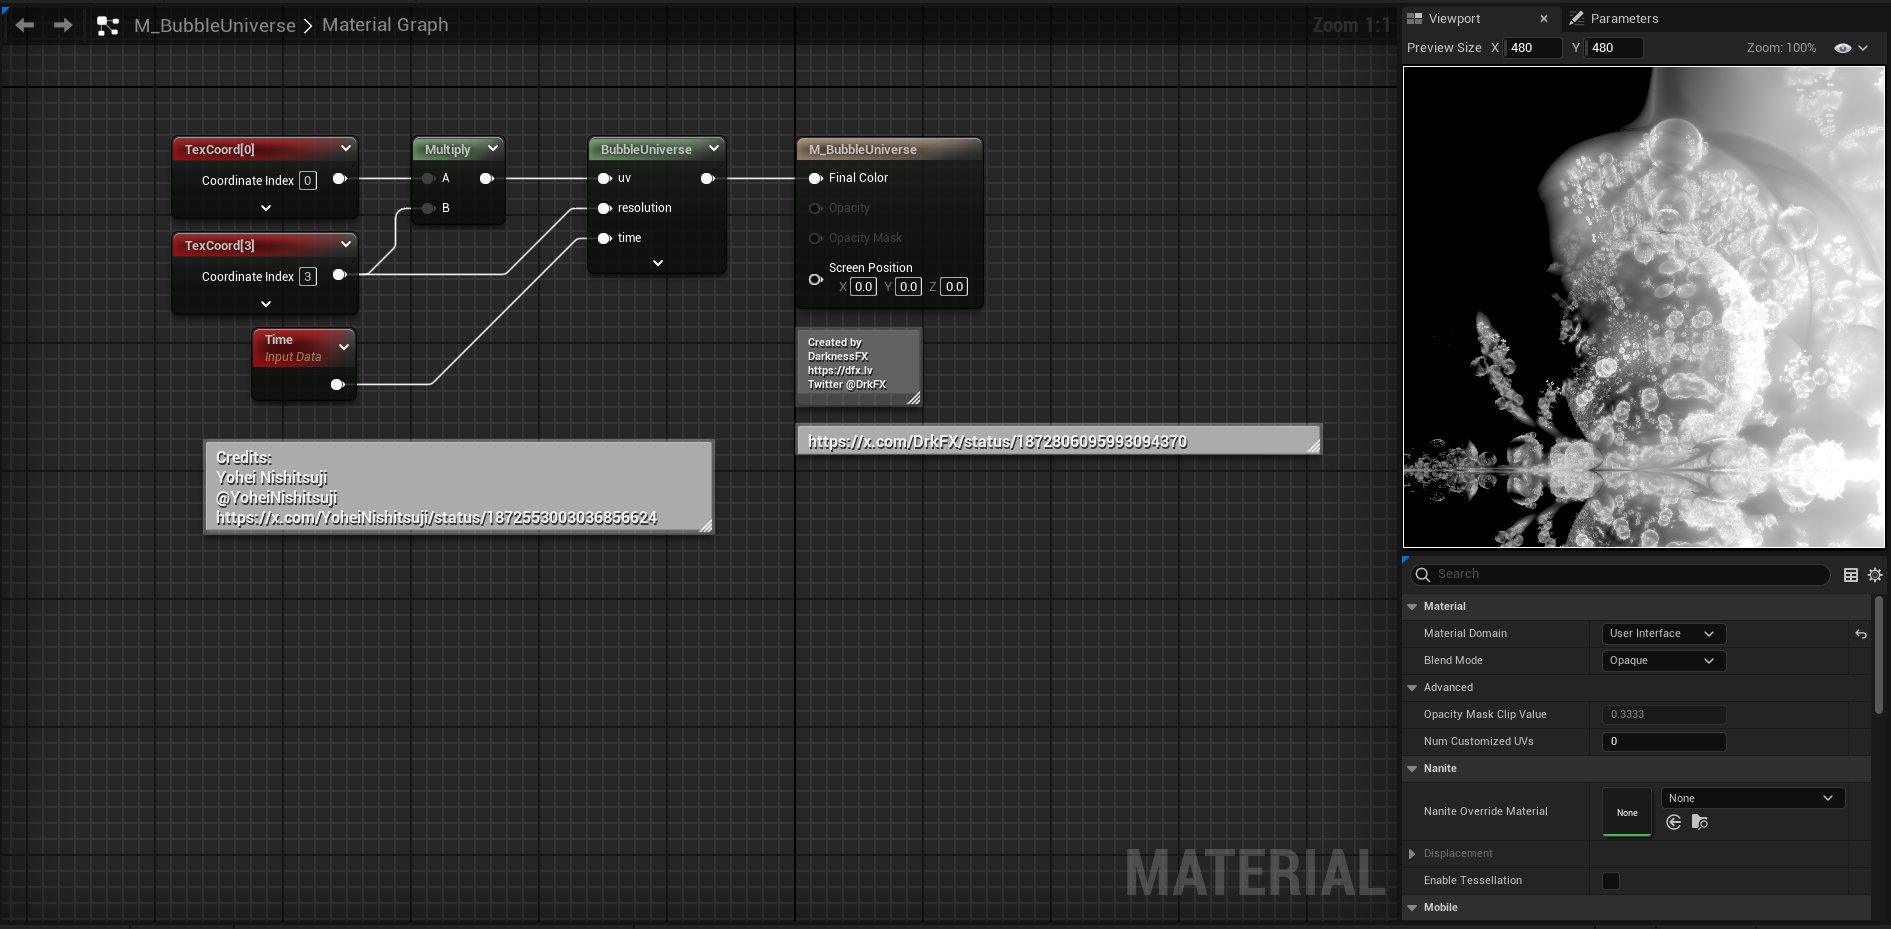 M_BubbleUniverse > Material Graph
Zoom 1:1
TexCoord[0]
Coordinate Index 0
TexCoord[3]
Coordinate Index 3
Time
Input Data
Multiply
A
B
BubbleUniverse
uv
resolution
time
M_BubbleUniverse
Final Color
Opacity
Opacity Mask
Screen Position
X 0.0 Y 0.0 Z 0.0
Created by
DarknessFX
https://dfx.lv
Twitter @DrkFX
https://x.com/DrkFX/status/1872806095993094370
Credits:
Yohei Nishitsuji
@YoheiNishitsuji
https://x.com/YoheiNishitsuji/status/1872553003036856624
MATERIAL
Viewport
Parameters
Preview Size X 480 Y 480 Zoom: 100%
Search
Material
Material Domain User Interface
Blend Mode Opaque
Advanced
Opacity Mask Clip Value 0.3333
Num Customized UVs 0
Nanite
Nanite Override Material None None
Displacement
Enable Tessellation
Mobile